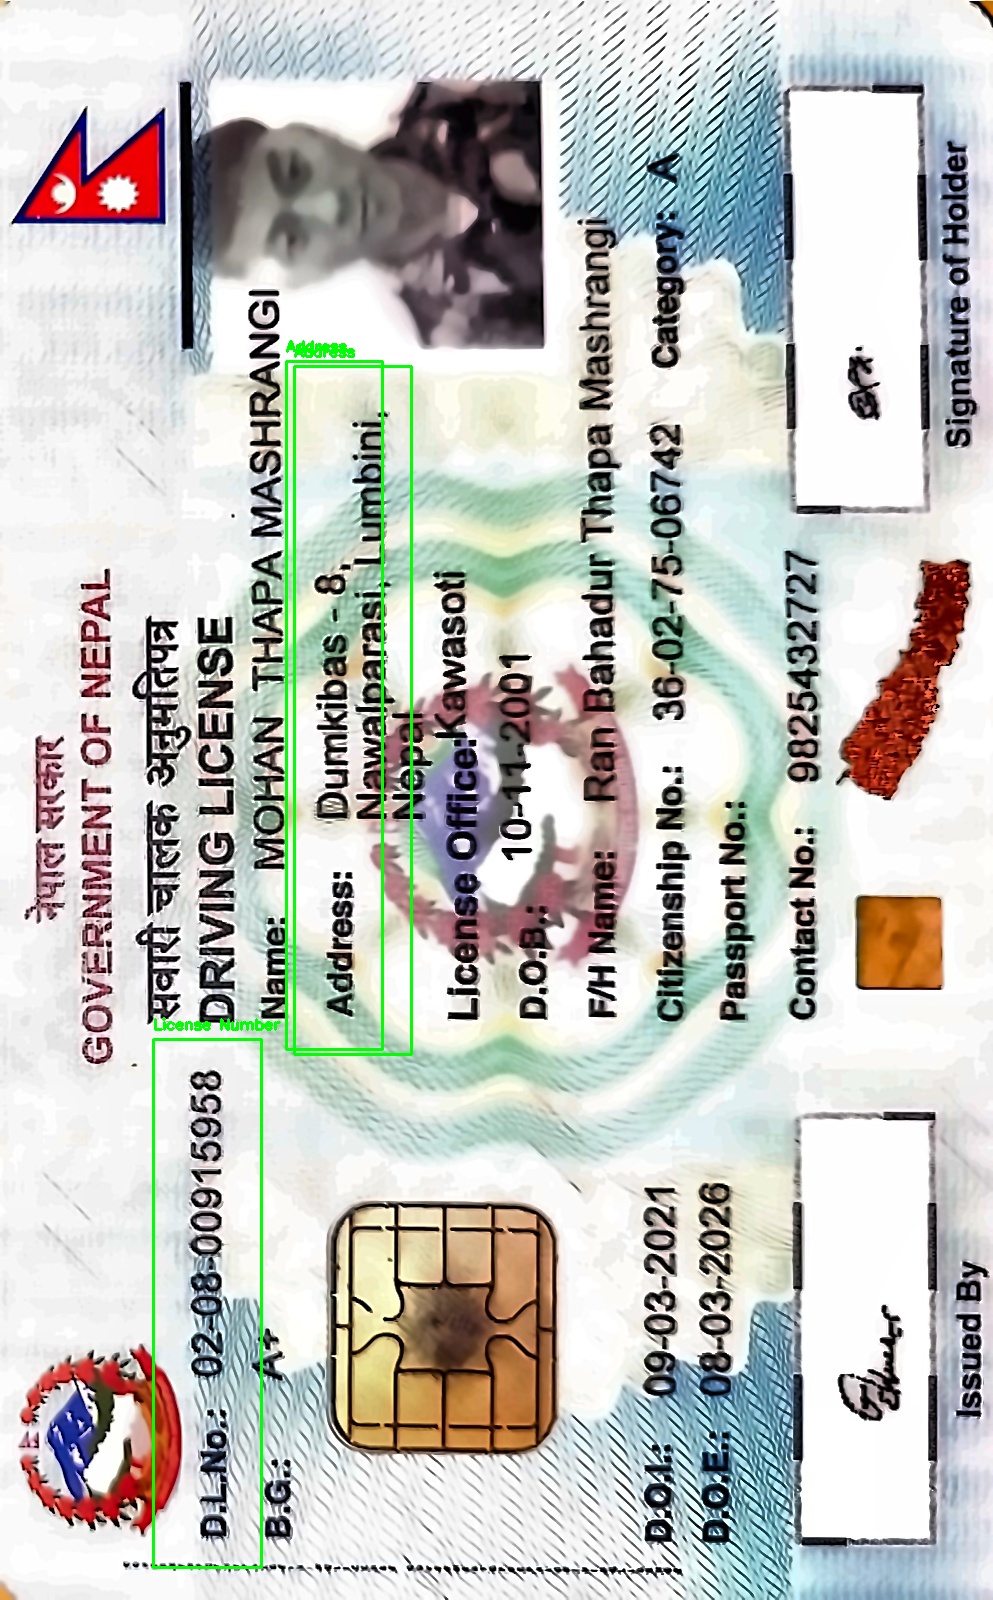 नेपाल सरकार
GOVERNMENT OF NEPAL
सवारी चालक अनुमतिपत्र
DRIVING LICENSE
D.L.No.: 02-08-00915958
B.G.: A+
Name: MOHAN THAPA MASHRANGI
Address: Dumkibas - 8,
Nawalparasi, Lumbini,
Nepal
License Office: Kawasoti
D.O.B.: 10-11-2001
F/H Name: Ran Bahadur Thapa Mashrangi
Citizenship No.: 36-02-75-06742 Category: A
Passport No.:
Contact No.: 9825432727
D.O.I.: 09-03-2021
D.O.E.: 08-03-2026
Issued By
Signature of Holder
License Number
Address
Address